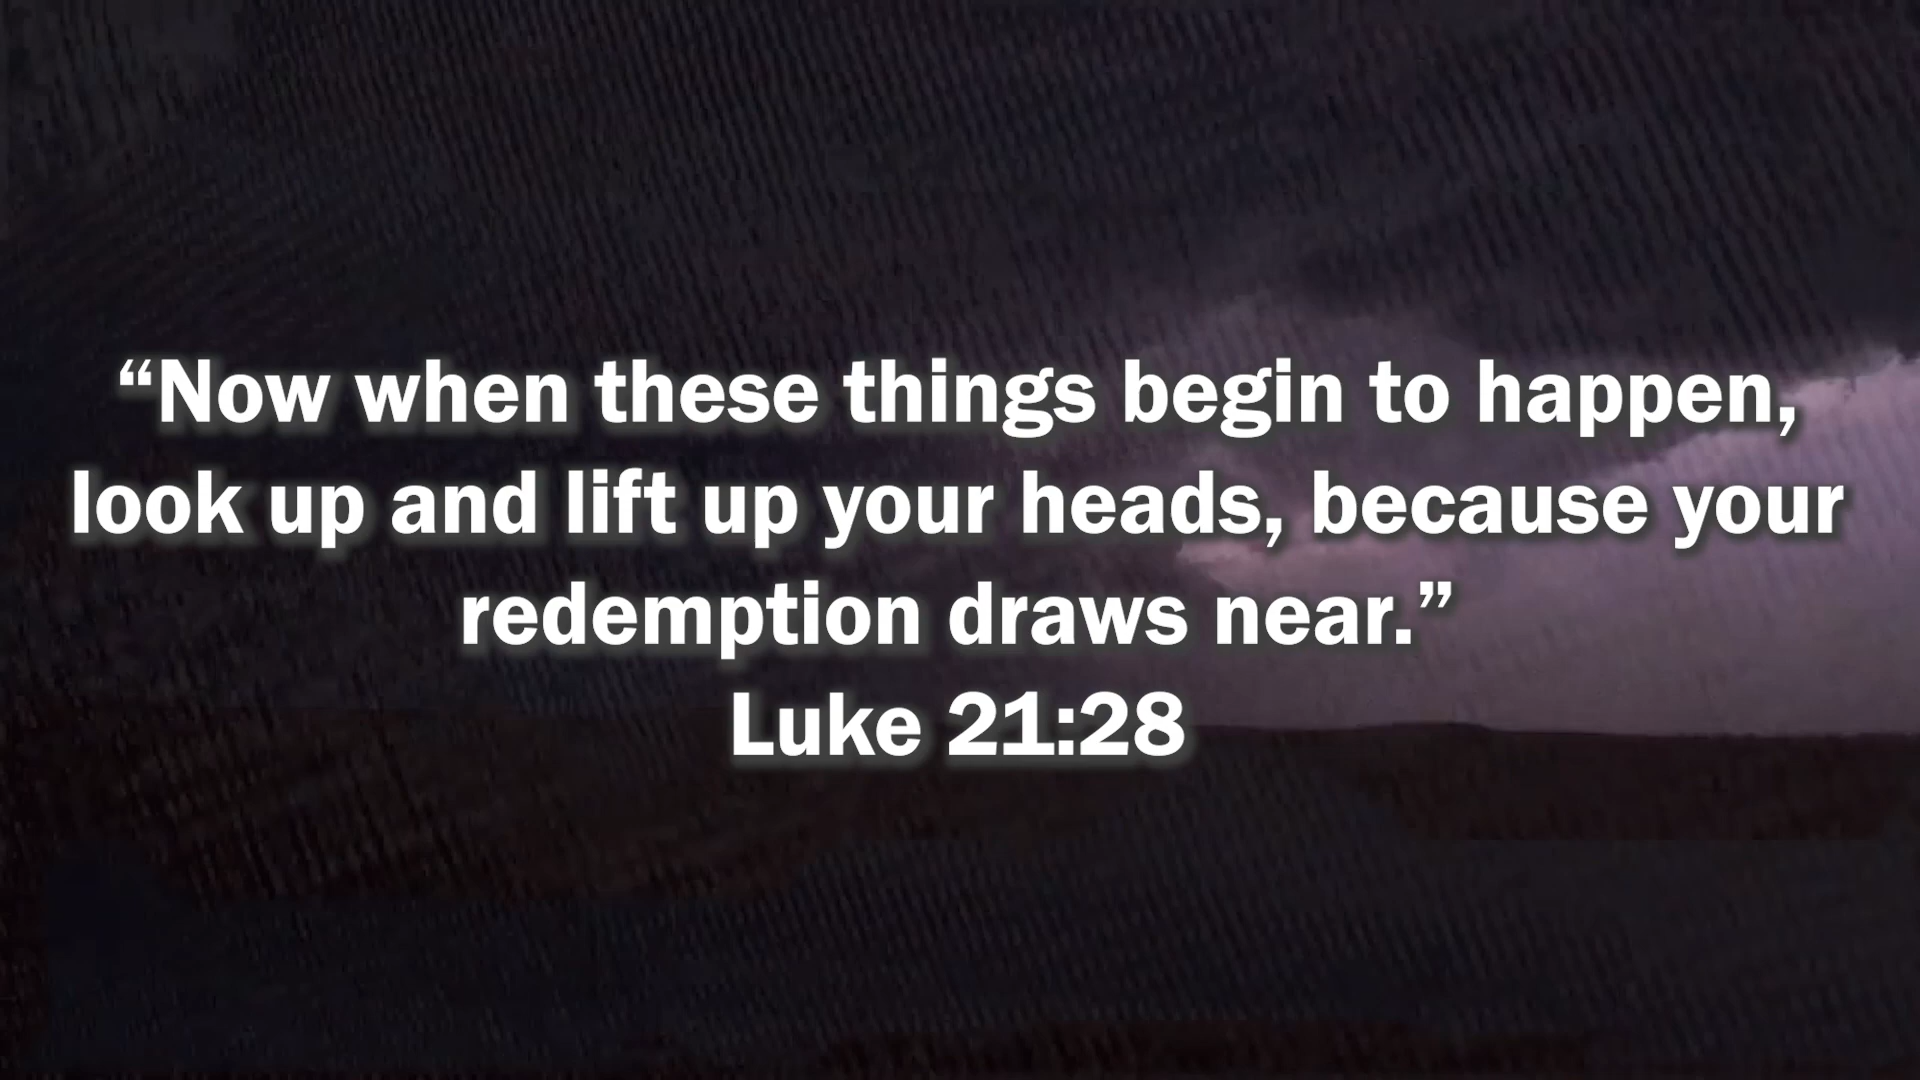 “Now when these things begin to happen,
look up and lift up your heads, because your
redemption draws near.”
Luke 21:28